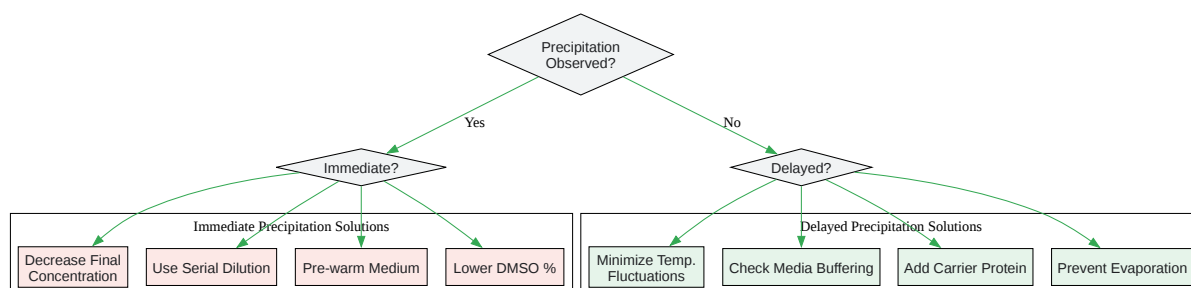 Precipitation
Observed?
Yes
No
Immediate?
Delayed?
Immediate Precipitation Solutions
Delayed Precipitation Solutions
Decrease Final
Concentration
Use Serial Dilution
Pre-warm Medium
Lower DMSO %
Minimize Temp.
Fluctuations
Check Media Buffering
Add Carrier Protein
Prevent Evaporation